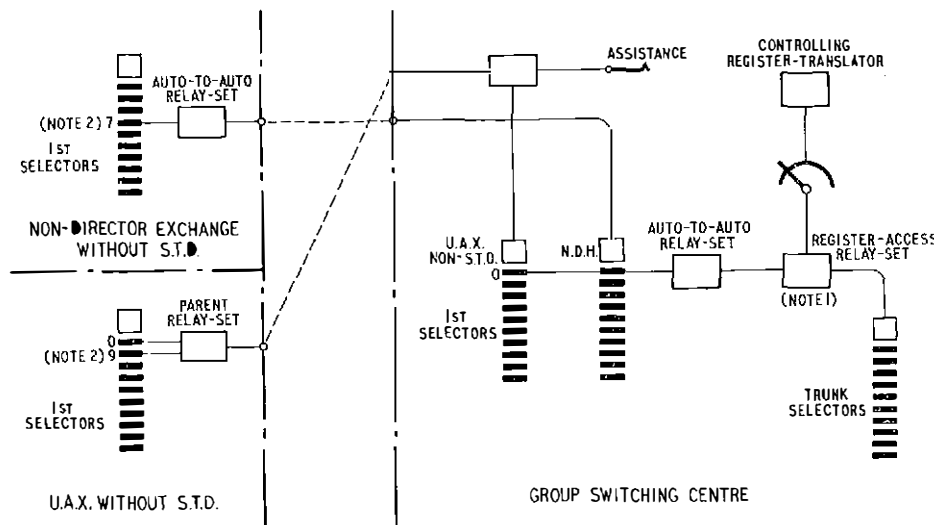 AUTO-TO-AUTO
RELAY-SET
(NOTE 2) 7
1ST
SELECTORS
NON-DIRECTOR EXCHANGE
WITHOUT S.T.D.
PARENT
RELAY-SET
0
(NOTE 2) 9
1ST
SELECTORS
U.A.X. WITHOUT S.T.D.
ASSISTANCE
CONTROLLING
REGISTER-TRANSLATOR
U.A.X.
NON-S.T.D.
0
1ST
SELECTORS
N.D.H.
AUTO-TO-AUTO
RELAY-SET
REGISTER-ACCESS
RELAY-SET
(NOTE 1)
TRUNK
SELECTORS
GROUP SWITCHING CENTRE